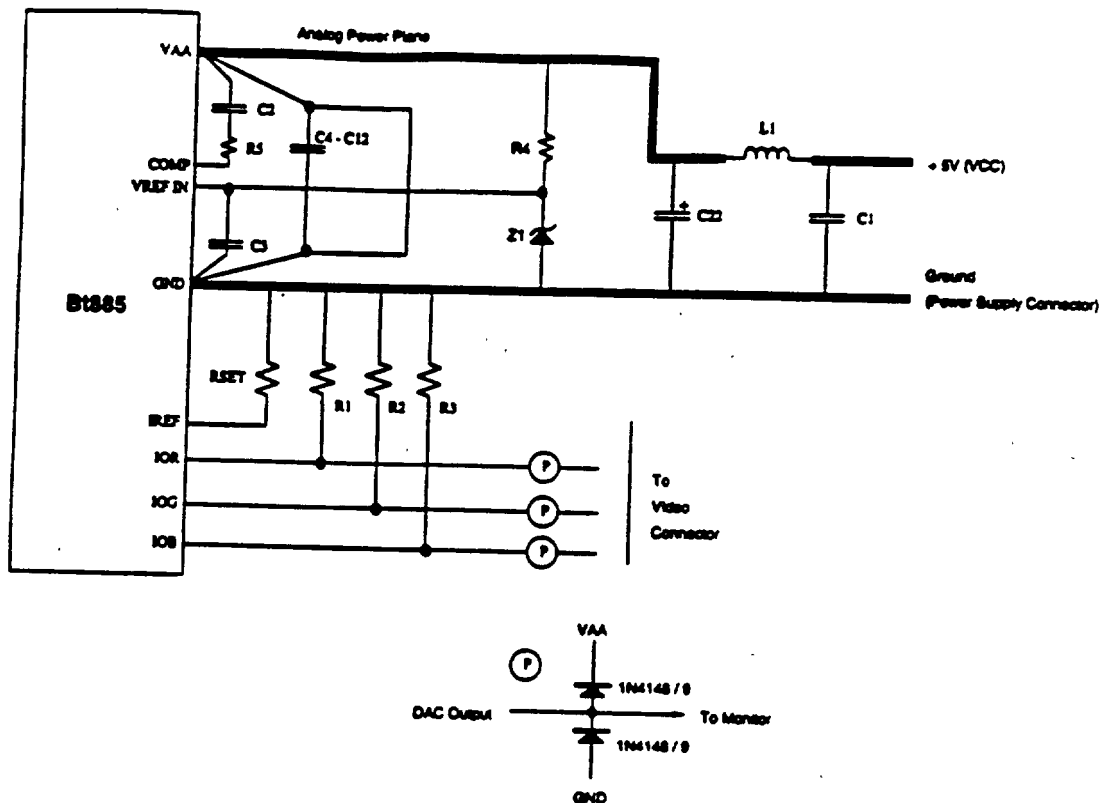 Analog Power Plane
VAA
C2
R5
C4 - C12
R4
L1
COMP
VREF IN
+ 5V (VCC)
+
C22
C1
C3
Z1
GND
Ground
(Power Supply Connector)
Bt885
RSET
R1
R2
R3
IREF
IOR
P
To
IOG
P
Video
Connector
IOB
P
VAA
P
1N4148 / 9
DAC Output
To Monitor
1N4148 / 9
GND